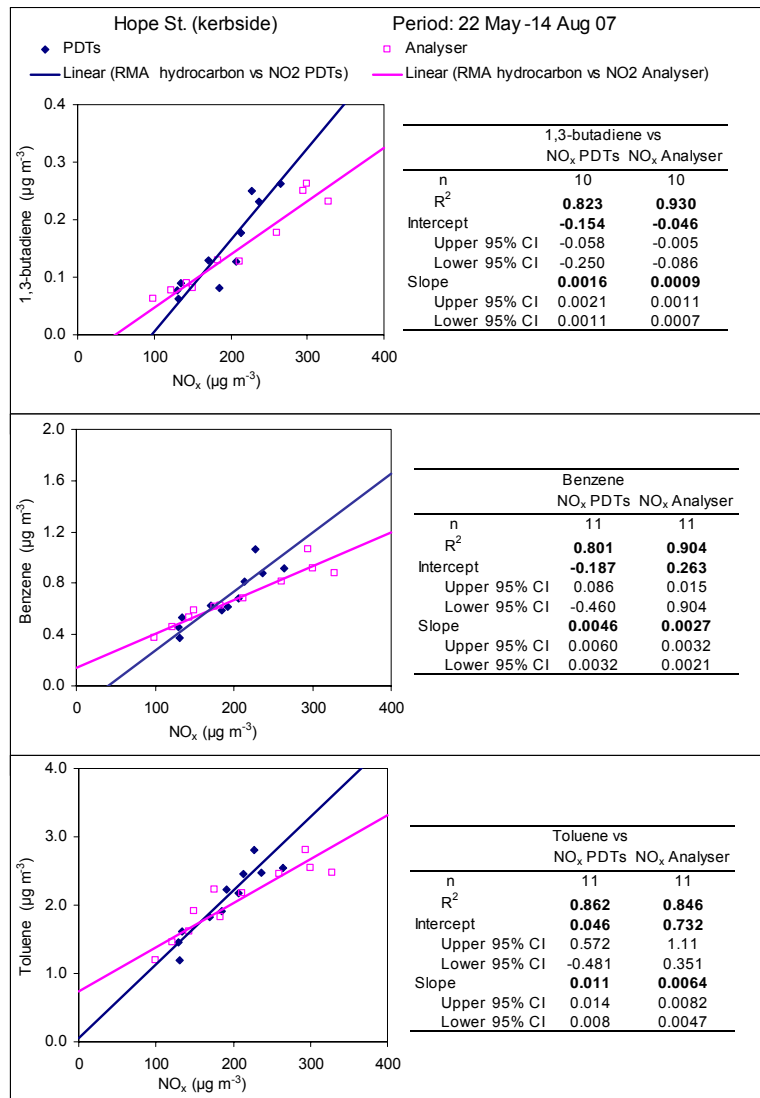 Hope St. (kerbside) Period: 22 May -14 Aug 07
PDTs Analyser
Linear (RMA hydrocarbon vs NO2 PDTs) Linear (RMA hydrocarbon vs NO2 Analyser)
1,3-butadiene (µg m-3)
0.4
0.3
0.2
0.1
0.0
0 100 200 300 400
NOx (µg m-3)
1,3-butadiene vs
NOx PDTs NOx Analyser
n 10 10
R2 0.823 0.930
Intercept -0.154 -0.046
Upper 95% CI -0.058 -0.005
Lower 95% CI -0.250 -0.086
Slope 0.0016 0.0009
Upper 95% CI 0.0021 0.0011
Lower 95% CI 0.0011 0.0007
Benzene (µg m-3)
2.0
1.6
1.2
0.8
0.4
0.0
0 100 200 300 400
NOx (µg m-3)
Benzene
NOx PDTs NOx Analyser
n 11 11
R2 0.801 0.904
Intercept -0.187 0.263
Upper 95% CI 0.086 0.015
Lower 95% CI -0.460 0.904
Slope 0.0046 0.0027
Upper 95% CI 0.0060 0.0032
Lower 95% CI 0.0032 0.0021
Toluene (µg m-3)
4.0
3.0
2.0
1.0
0.0
0 100 200 300 400
NOx (µg m-3)
Toluene vs
NOx PDTs NOx Analyser
n 11 11
R2 0.862 0.846
Intercept 0.046 0.732
Upper 95% CI 0.572 1.11
Lower 95% CI -0.481 0.351
Slope 0.011 0.0064
Upper 95% CI 0.014 0.0082
Lower 95% CI 0.008 0.0047